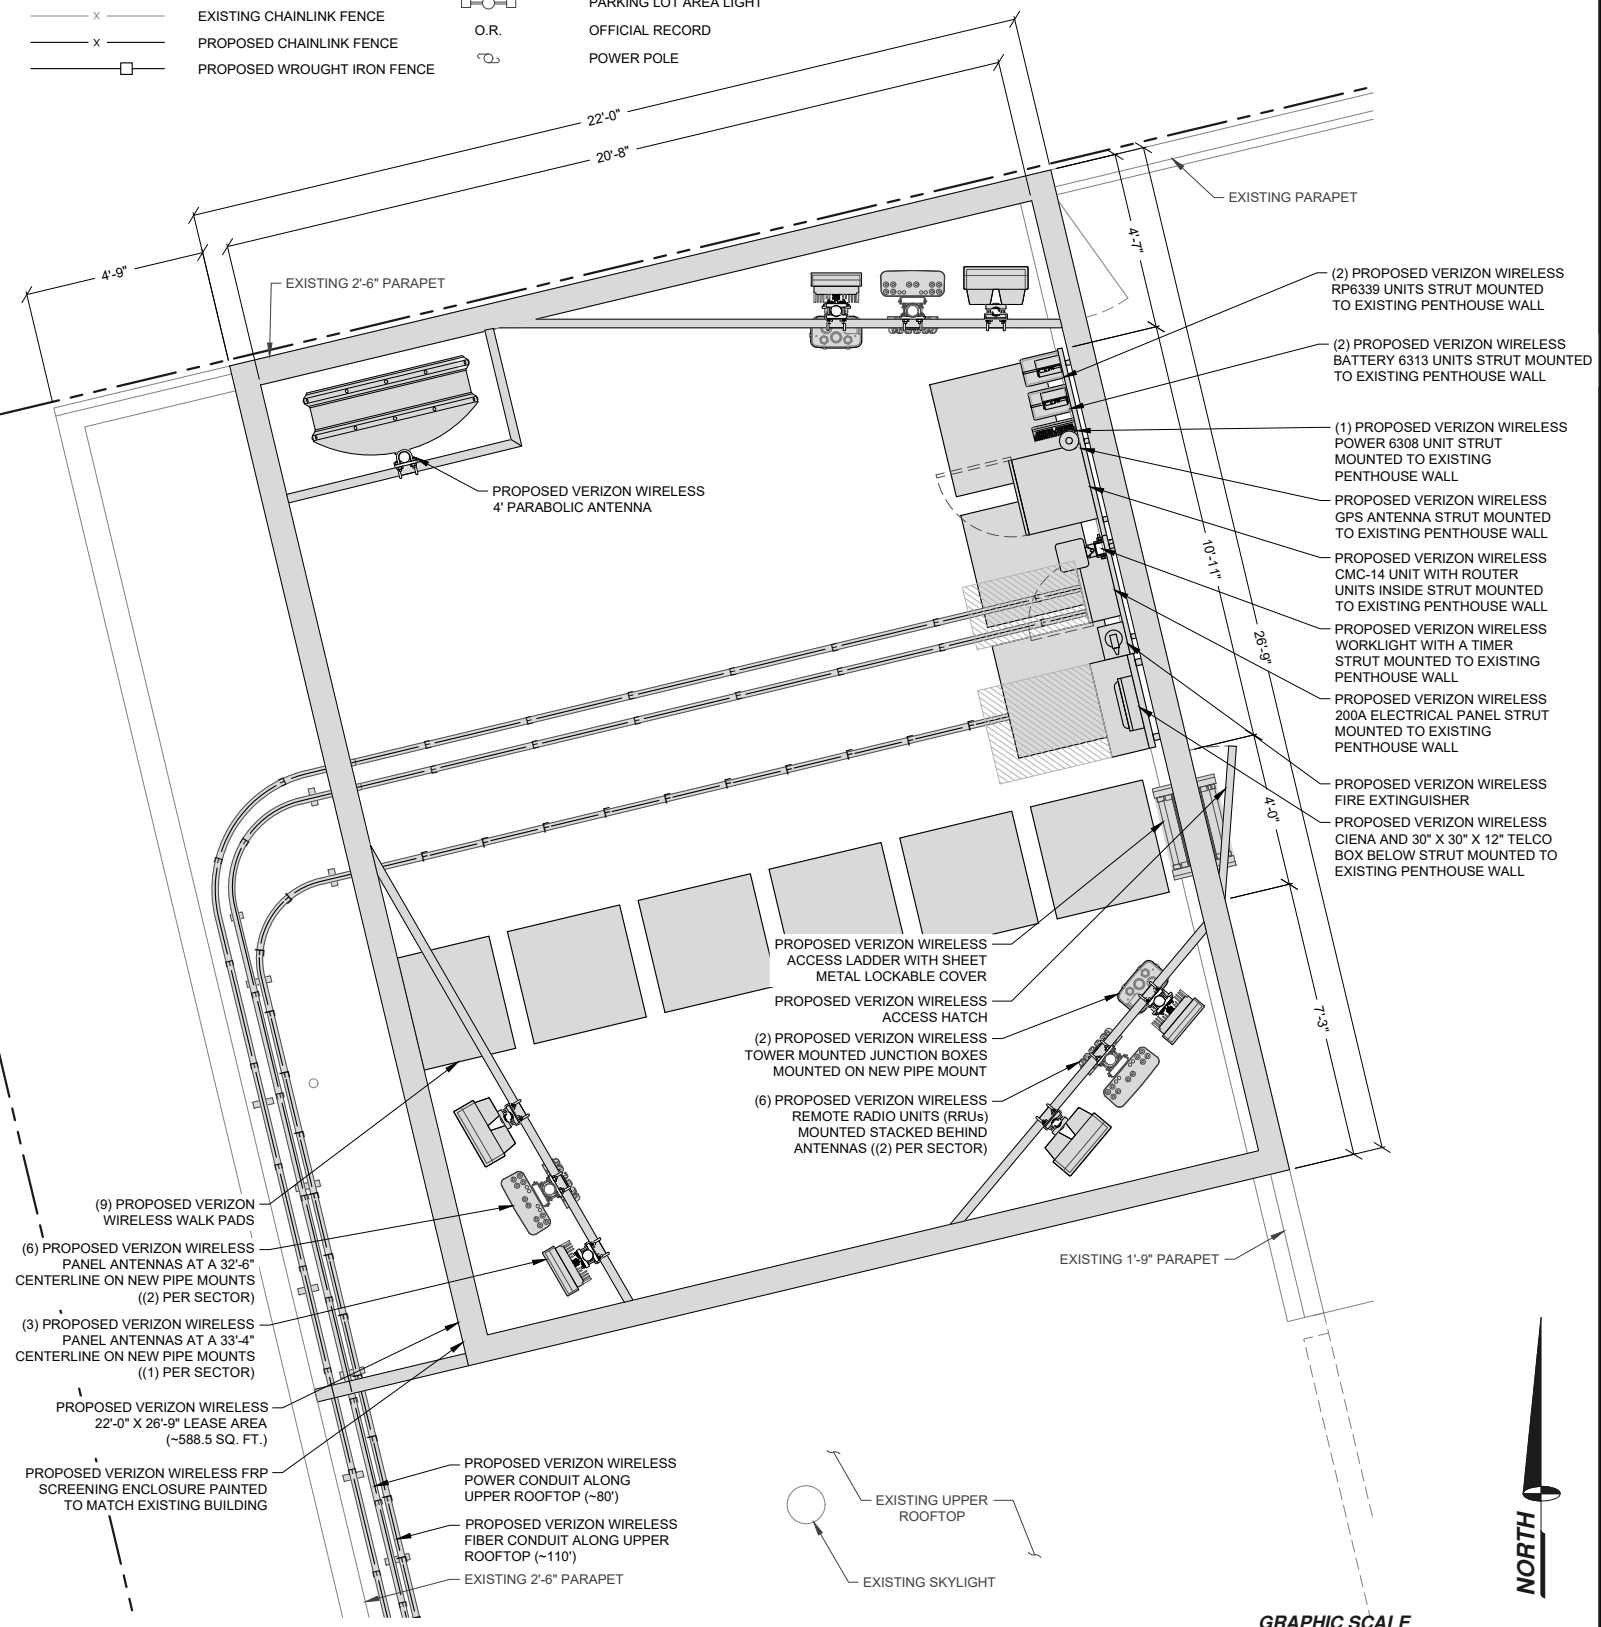 EXISTING CHAINLINK FENCE
PROPOSED CHAINLINK FENCE
PROPOSED WROUGHT IRON FENCE
PARKING LOT AREA LIGHT
O.R. OFFICIAL RECORD
POWER POLE
22'-0"
20'-8"
4'-9"
EXISTING 2'-6" PARAPET
EXISTING PARAPET
4'-7"
(2) PROPOSED VERIZON WIRELESS
RP6339 UNITS STRUT MOUNTED
TO EXISTING PENTHOUSE WALL
(2) PROPOSED VERIZON WIRELESS
BATTERY 6313 UNITS STRUT MOUNTED
TO EXISTING PENTHOUSE WALL
(1) PROPOSED VERIZON WIRELESS
POWER 6308 UNIT STRUT
MOUNTED TO EXISTING
PENTHOUSE WALL
PROPOSED VERIZON WIRELESS
GPS ANTENNA STRUT MOUNTED
TO EXISTING PENTHOUSE WALL
PROPOSED VERIZON WIRELESS
CMC-14 UNIT WITH ROUTER
UNITS INSIDE STRUT MOUNTED
TO EXISTING PENTHOUSE WALL
PROPOSED VERIZON WIRELESS
WORKLIGHT WITH A TIMER
STRUT MOUNTED TO EXISTING
PENTHOUSE WALL
PROPOSED VERIZON WIRELESS
200A ELECTRICAL PANEL STRUT
MOUNTED TO EXISTING
PENTHOUSE WALL
PROPOSED VERIZON WIRELESS
FIRE EXTINGUISHER
PROPOSED VERIZON WIRELESS
CIENA AND 30" X 30" X 12" TELCO
BOX BELOW STRUT MOUNTED TO
EXISTING PENTHOUSE WALL
10'-11"
26'-9"
4'-0"
7'-3"
PROPOSED VERIZON WIRELESS
4' PARABOLIC ANTENNA
PROPOSED VERIZON WIRELESS
ACCESS LADDER WITH SHEET
METAL LOCKABLE COVER
PROPOSED VERIZON WIRELESS
ACCESS HATCH
(2) PROPOSED VERIZON WIRELESS
TOWER MOUNTED JUNCTION BOXES
MOUNTED ON NEW PIPE MOUNT
(6) PROPOSED VERIZON WIRELESS
REMOTE RADIO UNITS (RRUs)
MOUNTED STACKED BEHIND
ANTENNAS ((2) PER SECTOR)
(9) PROPOSED VERIZON
WIRELESS WALK PADS
(6) PROPOSED VERIZON WIRELESS
PANEL ANTENNAS AT A 32'-6"
CENTERLINE ON NEW PIPE MOUNTS
((2) PER SECTOR)
(3) PROPOSED VERIZON WIRELESS
PANEL ANTENNAS AT A 33'-4"
CENTERLINE ON NEW PIPE MOUNTS
((1) PER SECTOR)
PROPOSED VERIZON WIRELESS
22'-0" X 26'-9" LEASE AREA
(~588.5 SQ. FT.)
PROPOSED VERIZON WIRELESS FRP
SCREENING ENCLOSURE PAINTED
TO MATCH EXISTING BUILDING
EXISTING 1'-9" PARAPET
PROPOSED VERIZON WIRELESS
POWER CONDUIT ALONG
UPPER ROOFTOP (~80')
PROPOSED VERIZON WIRELESS
FIBER CONDUIT ALONG UPPER
ROOFTOP (~110')
EXISTING 2'-6" PARAPET
EXISTING UPPER
ROOFTOP
EXISTING SKYLIGHT
NORTH
GRAPHIC SCALE